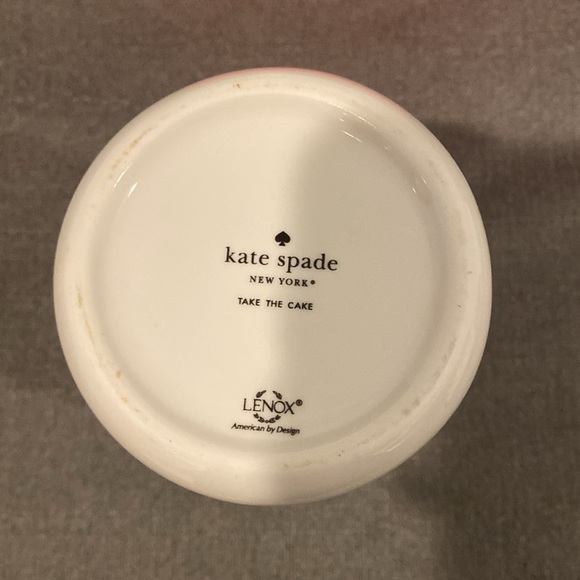 kate spade
NEW YORK®
TAKE THE CAKE
LENOX®
American by Design